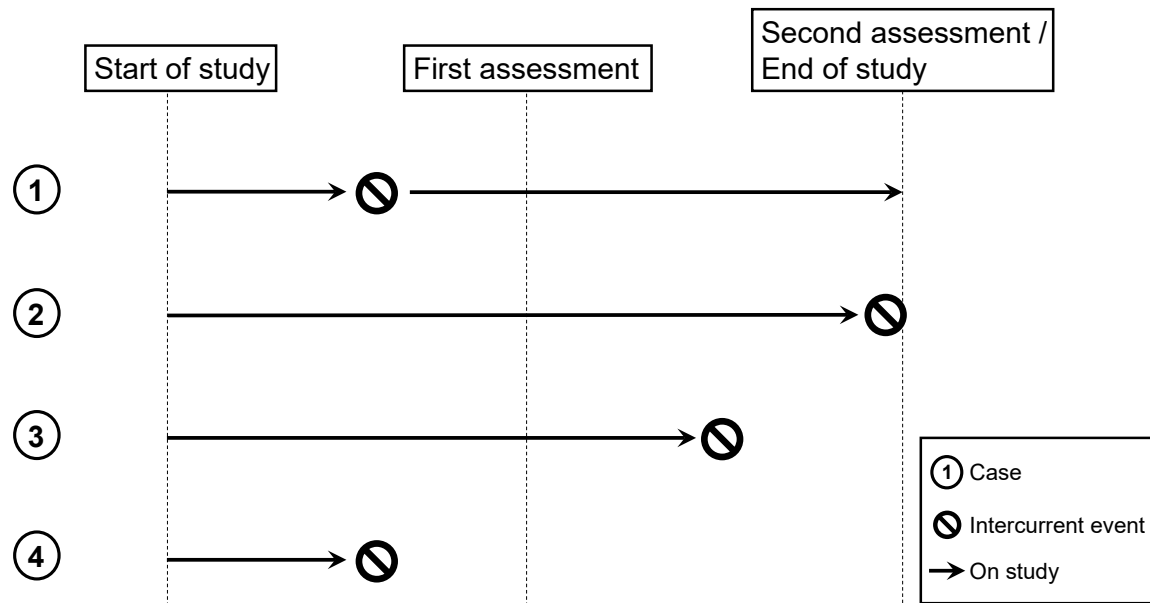 Start of study
First assessment
Second assessment /
End of study
1
2
3
4
1 Case
Intercurrent event
On study